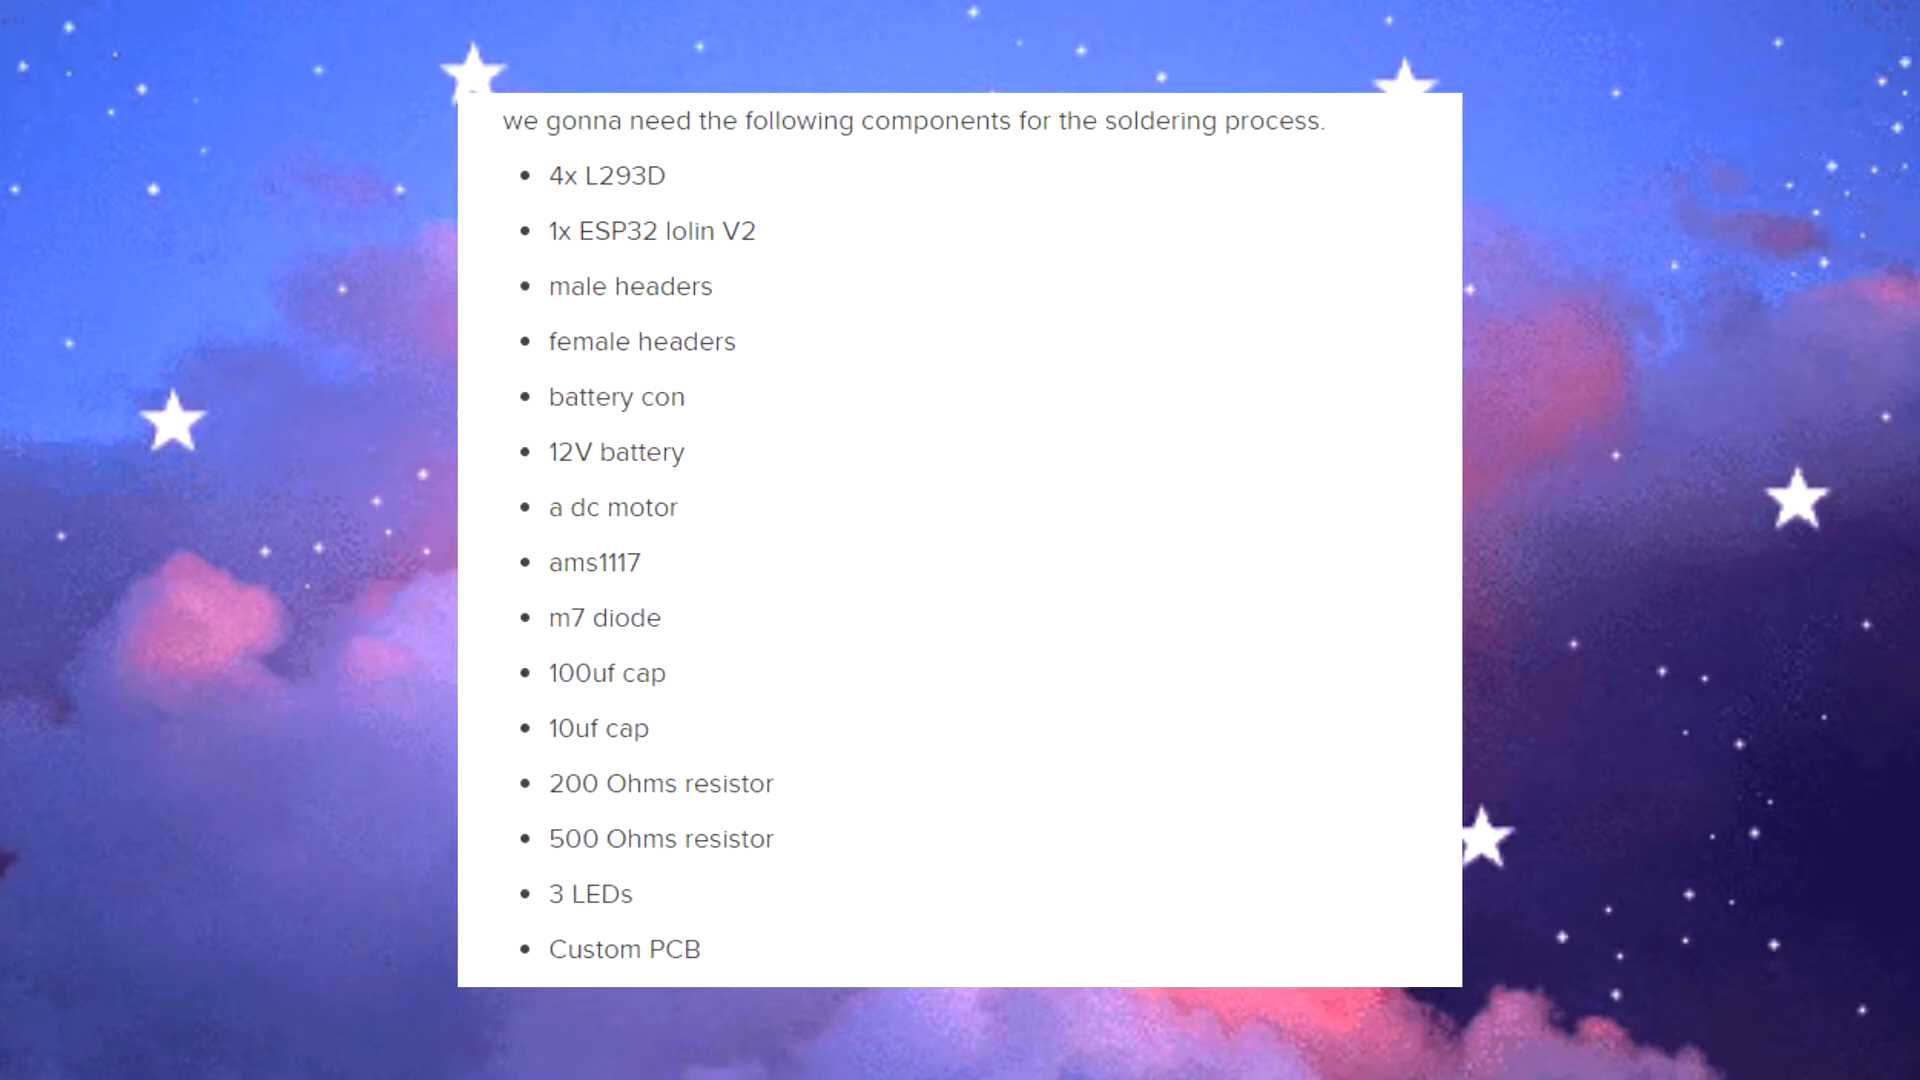 we gonna need the following components for the soldering process.
• 4x L293D
• 1x ESP32 lolin V2
• male headers
• female headers
• battery con
• 12V battery
• a dc motor
• ams1117
• m7 diode
• 100uf cap
• 10uf cap
• 200 Ohms resistor
• 500 Ohms resistor
• 3 LEDs
• Custom PCB